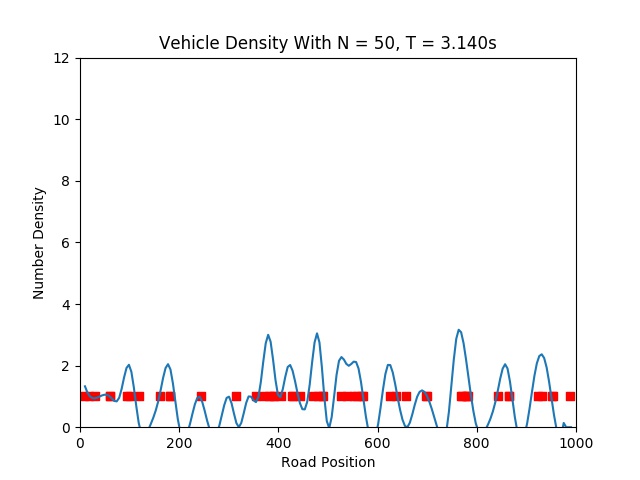 Vehicle Density With N = 50, T = 3.140s
12
10
8
6
4
2
0
Number Density
0 200 400 600 800 1000
Road Position